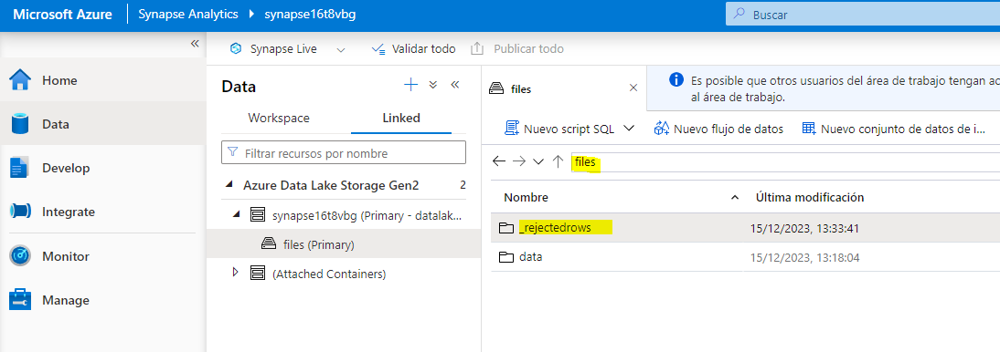 Microsoft Azure Synapse Analytics synapse16t8vbg Buscar
Synapse Live Validar todo Publicar todo
Home
Data
Develop
Integrate
Monitor
Manage
Data
Workspace Linked
Filtrar recursos por nombre
Azure Data Lake Storage Gen2 2
synapse16t8vbg (Primary - datalak...
files (Primary)
(Attached Containers)
files
Es posible que otros usuarios del área de trabajo tengan ac
al área de trabajo.
Nuevo script SQL Nuevo flujo de datos Nuevo conjunto de datos de i...
files
Nombre Última modificación
_rejectedrows 15/12/2023, 13:33:41
data 15/12/2023, 13:18:04